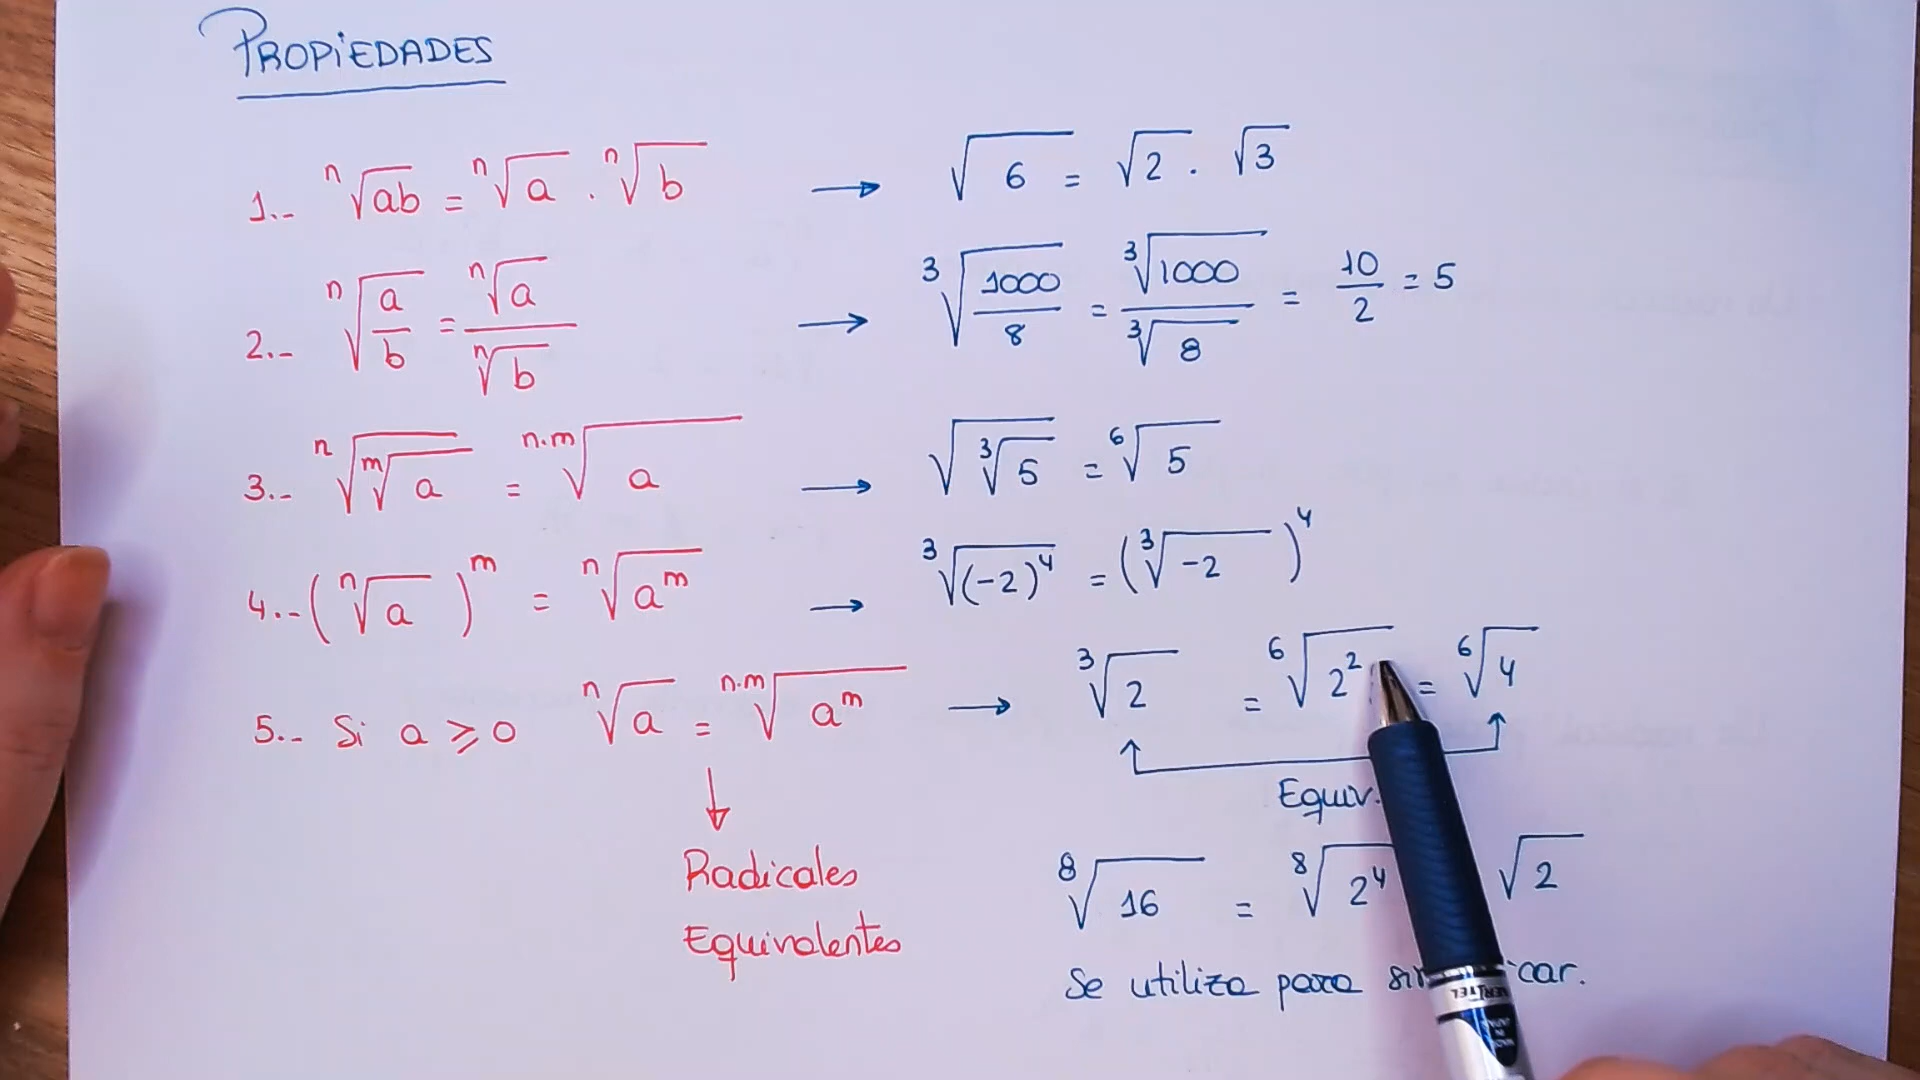 PROPIEDADES
1.- ⁿ√ab = ⁿ√a · ⁿ√b → √6 = √2 · √3
2.- ⁿ√(a/b) = ⁿ√a / ⁿ√b → ³√(1000/8) = ³√1000 / ³√8 = 10/2 = 5
3.- ⁿ√(ᵐ√a) = ⁿ·ᵐ√a → √(³√5) = ⁶√5
4.- (ⁿ√a)ᵐ = ⁿ√aᵐ → ³√(-2)⁴ = (³√-2)⁴
5.- Si a ≥ 0 ⁿ√a = ⁿ·ᵐ√aᵐ → ³√2 = ⁶√2² = ⁶√4
Equiv.
Radicales
Equivalentes
⁸√16 = ⁸√2⁴ √2
Se utiliza para